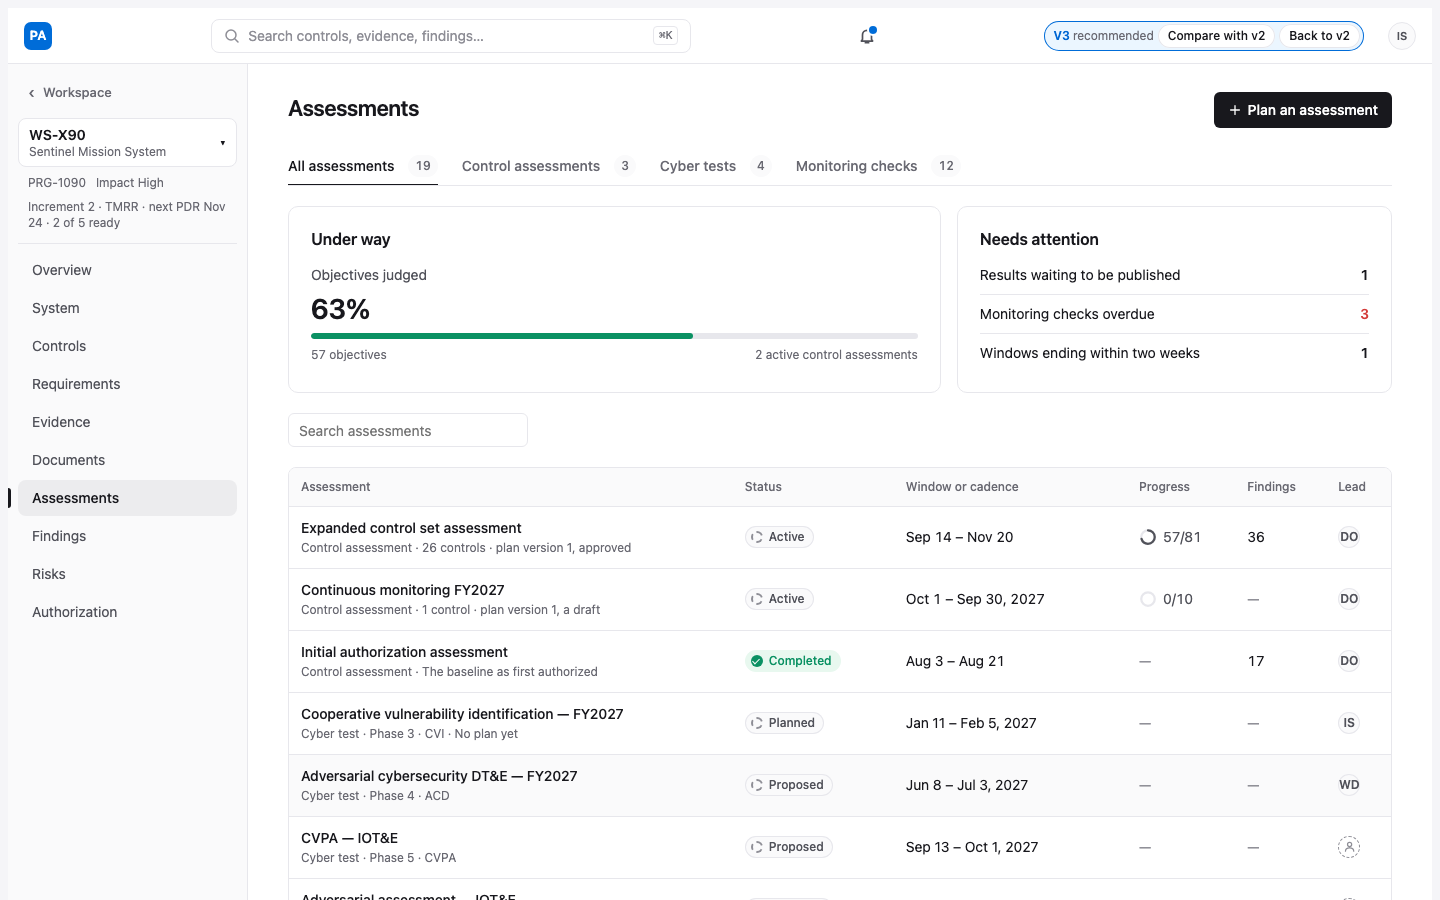 PA
Search controls, evidence, findings...
⌘K
V3 recommended Compare with v2 Back to v2
IS
‹ Workspace
WS-X90
Sentinel Mission System
PRG-1090 Impact High
Increment 2 · TMRR · next PDR Nov
24 · 2 of 5 ready
Overview
System
Controls
Requirements
Evidence
Documents
Assessments
Findings
Risks
Authorization
Assessments
+ Plan an assessment
All assessments 19 Control assessments 3 Cyber tests 4 Monitoring checks 12
Under way
Objectives judged
63%
57 objectives 2 active control assessments
Needs attention
Results waiting to be published 1
Monitoring checks overdue 3
Windows ending within two weeks 1
Search assessments
Assessment Status Window or cadence Progress Findings Lead
Expanded control set assessment
Control assessment · 26 controls · plan version 1, approved
Active Sep 14 – Nov 20 57/81 36 DO
Continuous monitoring FY2027
Control assessment · 1 control · plan version 1, a draft
Active Oct 1 – Sep 30, 2027 0/10 — DO
Initial authorization assessment
Control assessment · The baseline as first authorized
Completed Aug 3 – Aug 21 — 17 DO
Cooperative vulnerability identification — FY2027
Cyber test · Phase 3 · CVI · No plan yet
Planned Jan 11 – Feb 5, 2027 — — IS
Adversarial cybersecurity DT&E — FY2027
Cyber test · Phase 4 · ACD
Proposed Jun 8 – Jul 3, 2027 — — WD
CVPA — IOT&E
Cyber test · Phase 5 · CVPA
Proposed Sep 13 – Oct 1, 2027 — —
Adversarial assessment — IOT&E